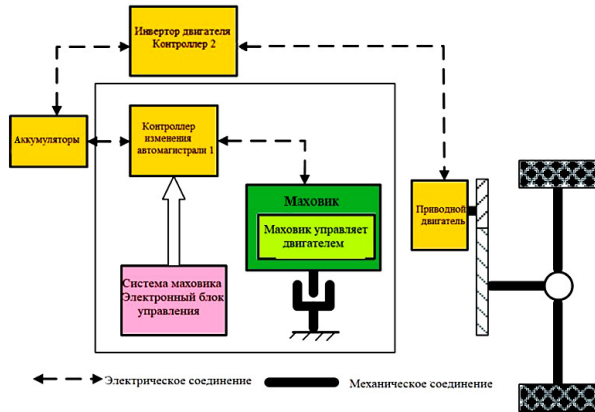 Инвертор двигателя
Контроллер 2
Аккумуляторы
Контроллер
изменения
автомагистрали 1
Маховик
Маховик управляет
двигателем
Приводной
двигатель
Система маховика
Электронный блок
управления
Электрическое соединение
Механическое соединение